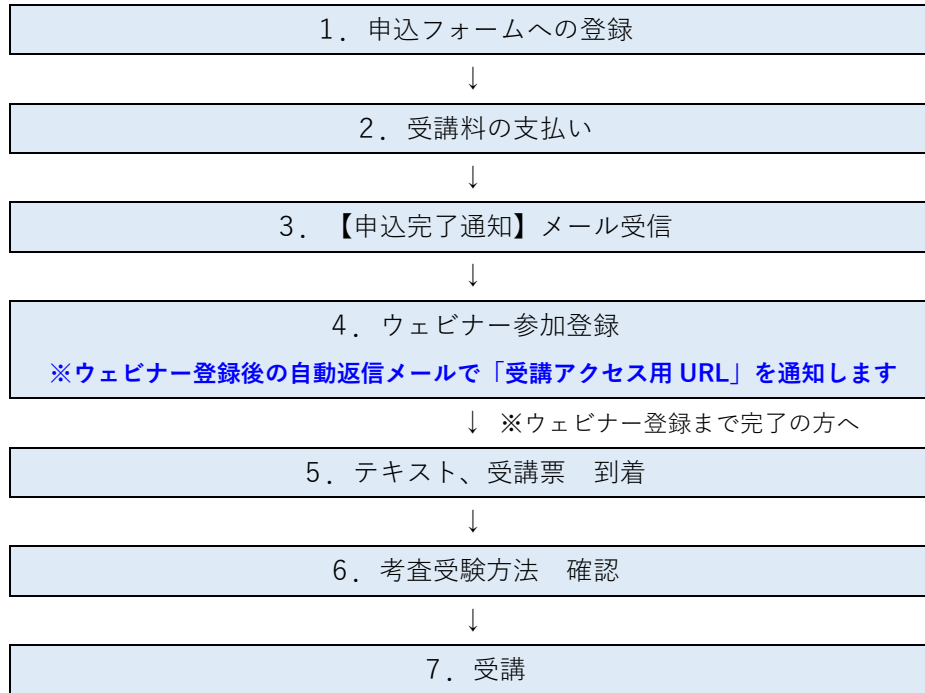 1．申込フォームへの登録
↓
2．受講料の支払い
↓
3．【申込完了通知】メール受信
↓
4．ウェビナー参加登録
※ウェビナー登録後の自動返信メールで「受講アクセス用 URL」を通知します
↓ ※ウェビナー登録まで完了の方へ
5．テキスト、受講票　到着
↓
6．考査受験方法　確認
↓
7．受講